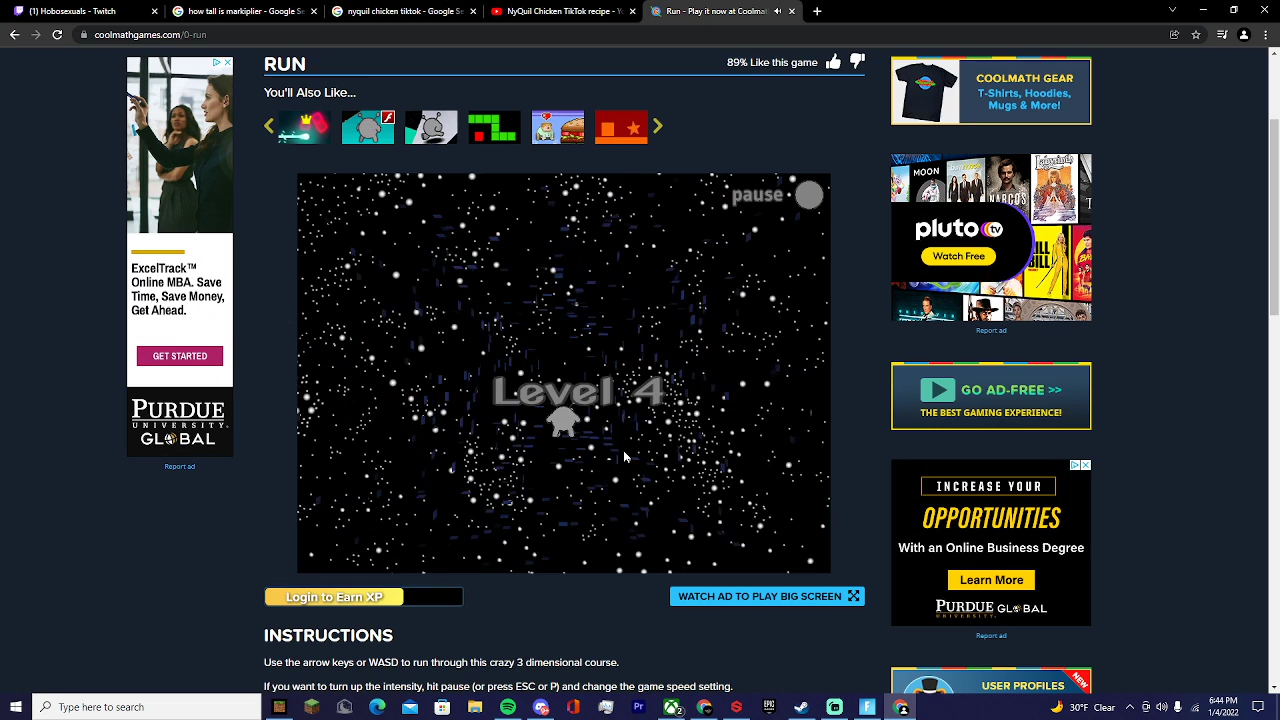 (1) Hobosexuals - Twitch
how tall is markiplier - Google Se
nyquil chicken tiktok - Google Sea
NyQuil Chicken TikTok recipe - Yo
Run - Play it now at Coolmat
coolmathgames.com/0-run
RUN
89% Like this game
You'll Also Like...
pause
Level 4
Login to Earn XP
WATCH AD TO PLAY BIG SCREEN
INSTRUCTIONS
Use the arrow keys or WASD to run through this crazy 3 dimensional course.
If you want to turn up the intensity, hit pause (or press ESC or P) and change the game speed setting.
ExcelTrack™
Online MBA. Save
Time, Save Money,
Get Ahead.
GET STARTED
PURDUE
UNIVERSITY
GLOBAL
Report ad
COOLMATH GEAR
T-Shirts, Hoodies,
Mugs & More!
MOON
NARCOS
LABYRINTH
pluto tv
KILL
BILL
Watch Free
Report ad
GO AD-FREE >>
THE BEST GAMING EXPERIENCE!
INCREASE YOUR
OPPORTUNITIES
With an Online Business Degree
Learn More
PURDUE GLOBAL
UNIVERSITY
Report ad
USER PROFILES
NEW
Type here to search
30°F Clear
6:44 PM
1/4/2022